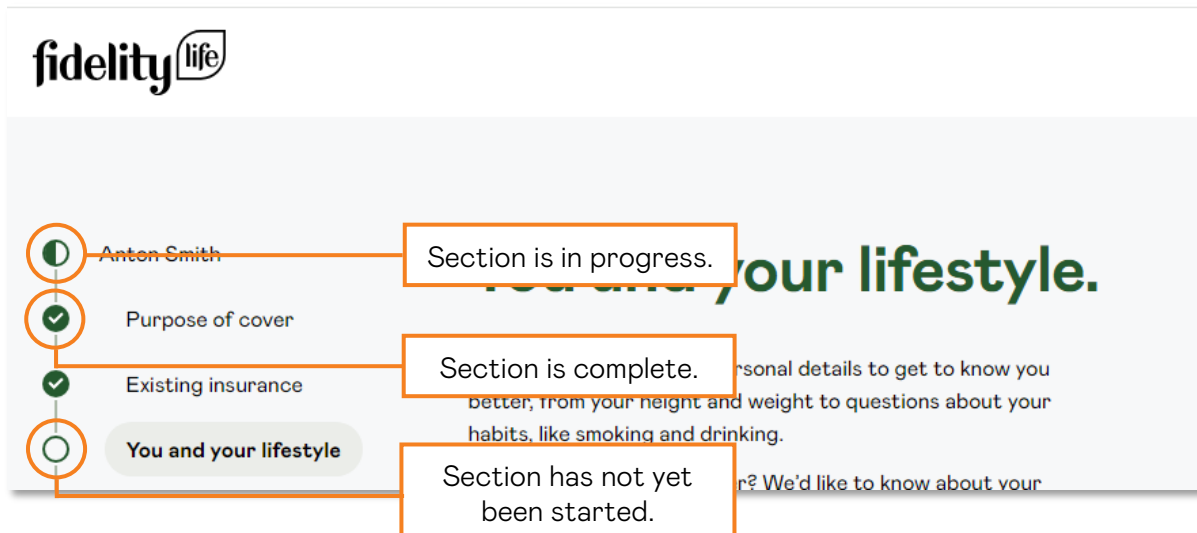 fidelity life
Anton Smith
Purpose of cover
Existing insurance
You and your lifestyle
Section is in progress.
Section is complete.
Section has not yet
been started.
your lifestyle.
details to get to know you
better, from your height and weight to questions about your
habits, like smoking and drinking.
We'd like to know about your